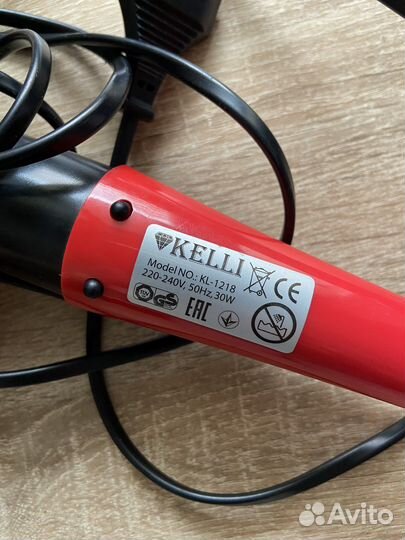 KELLI
Model NO.: KL-1218
220-240V, 50Hz, 30W
CE
EAC
Avito